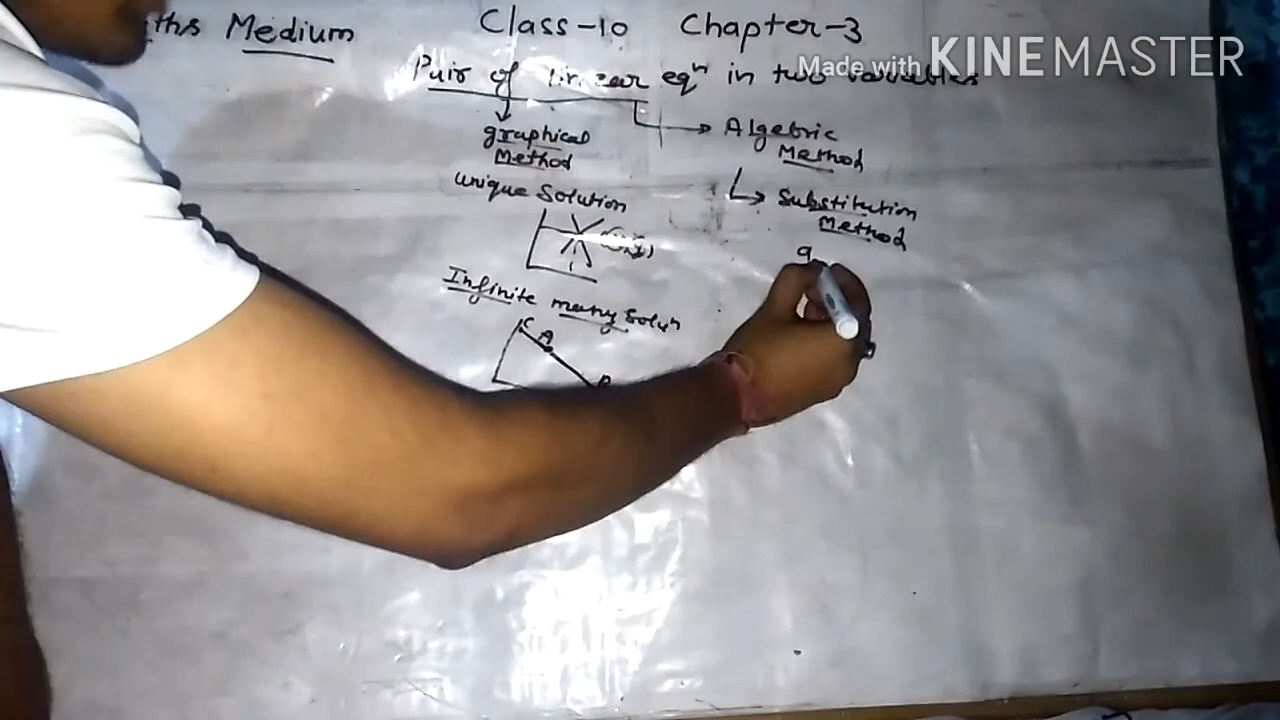 ths Medium Class-10 Chapter-3
Made with KINEMASTER
Pair of linear eqⁿ in two variables
graphical
Method
Algebric
Method
unique Solution
Substitution
Method
Infinite many Soluⁿ
C
A
B
a